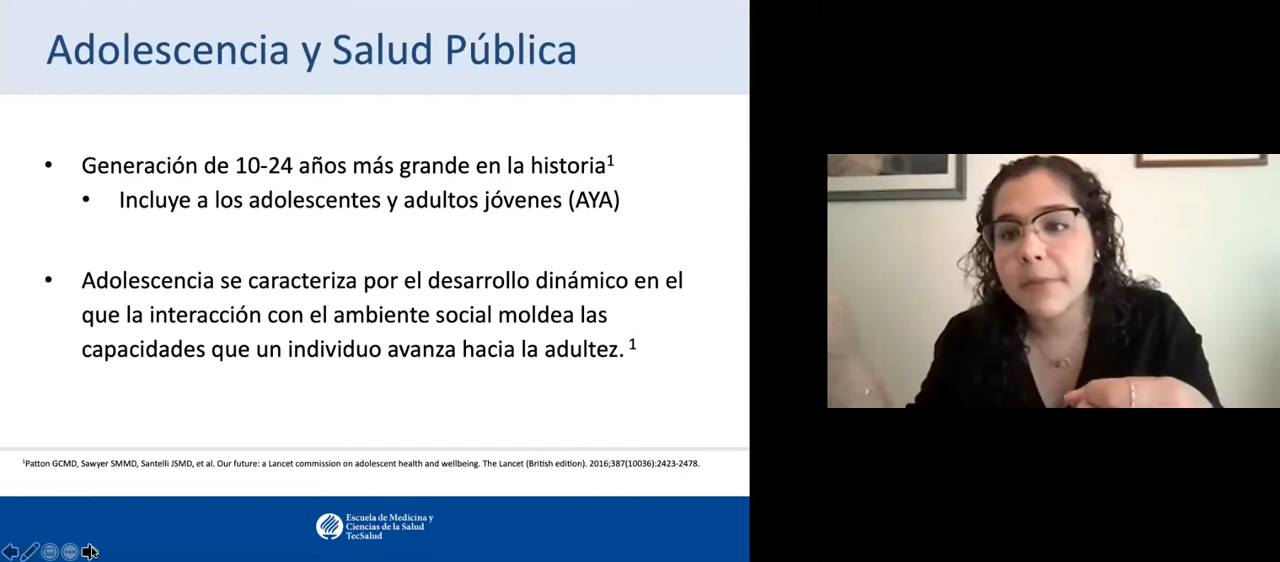 Adolescencia y Salud Pública
• Generación de 10-24 años más grande en la historia¹
• Incluye a los adolescentes y adultos jóvenes (AYA)
• Adolescencia se caracteriza por el desarrollo dinámico en el
que la interacción con el ambiente social moldea las
capacidades que un individuo avanza hacia la adultez. ¹
¹Patton GCMD, Sawyer SMMD, Santelli JSMD, et al. Our future: a Lancet commission on adolescent health and wellbeing. The Lancet (British edition). 2016;387(10036):2423-2478.
Escuela de Medicina y
Ciencias de la Salud
TecSalud